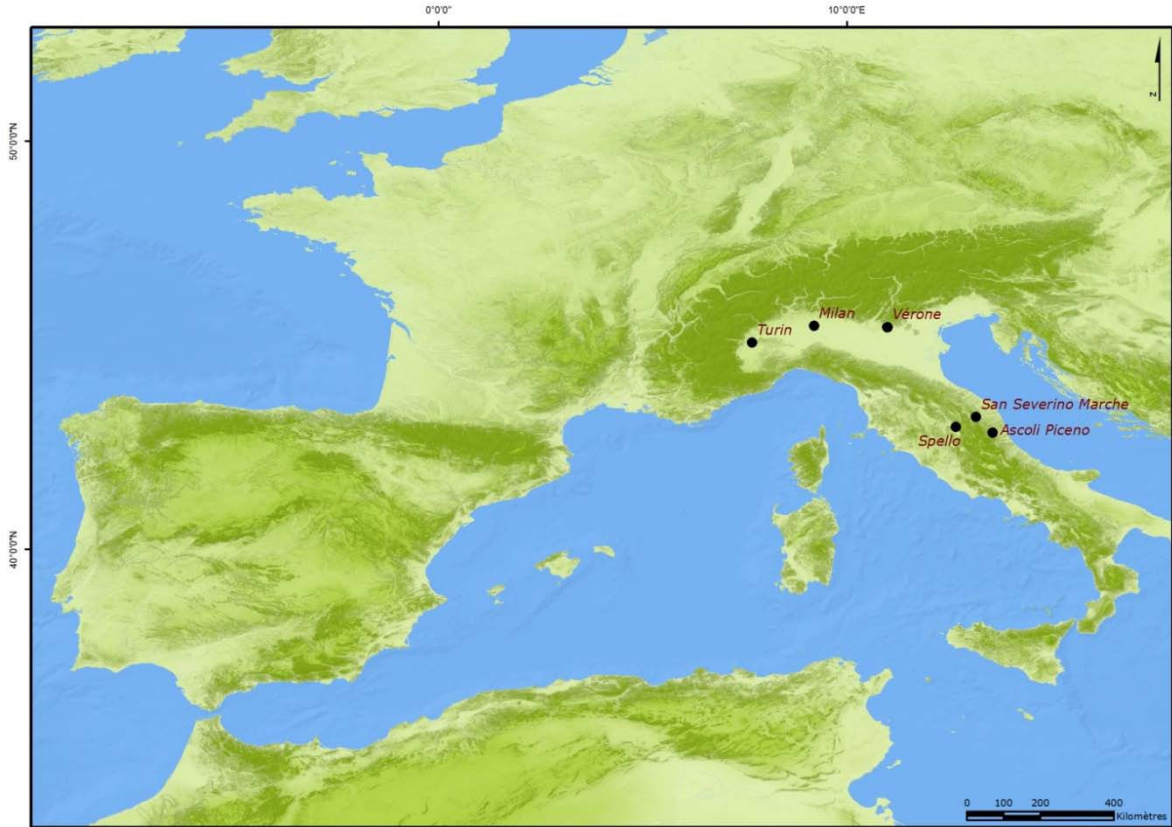 0°0'0"
10°0'0"E
N
50°0'0"N
Milan
Vérone
Turin
San Severino Marche
Ascoli Piceno
Spello
40°0'0"N
0 100 200 400
Kilomètres